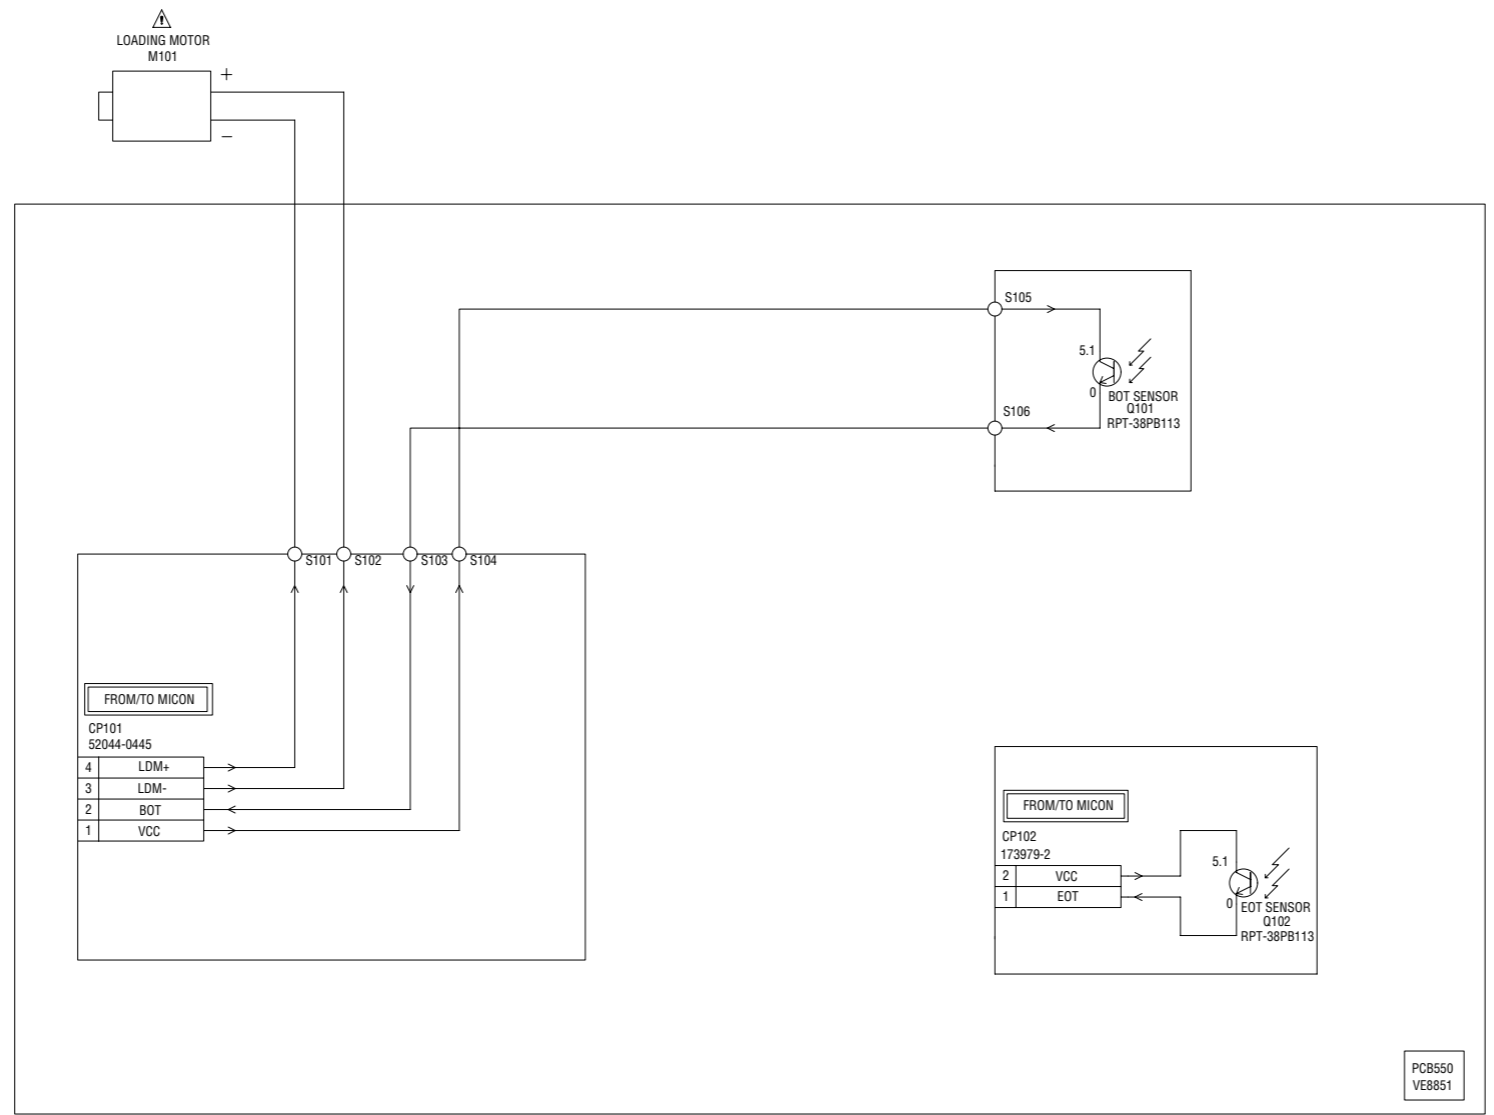 LOADING MOTOR
M101
+
−
S105
5.1
0
BOT SENSOR
Q101
RPT-38PB113
S106
S101
S102
S103
S104
FROM/TO MICON
CP101
52044-0445
4 LDM+
3 LDM-
2 BOT
1 VCC
FROM/TO MICON
CP102
173979-2
2 VCC
1 EOT
5.1
0
EOT SENSOR
Q102
RPT-38PB113
PCB550
VE8851